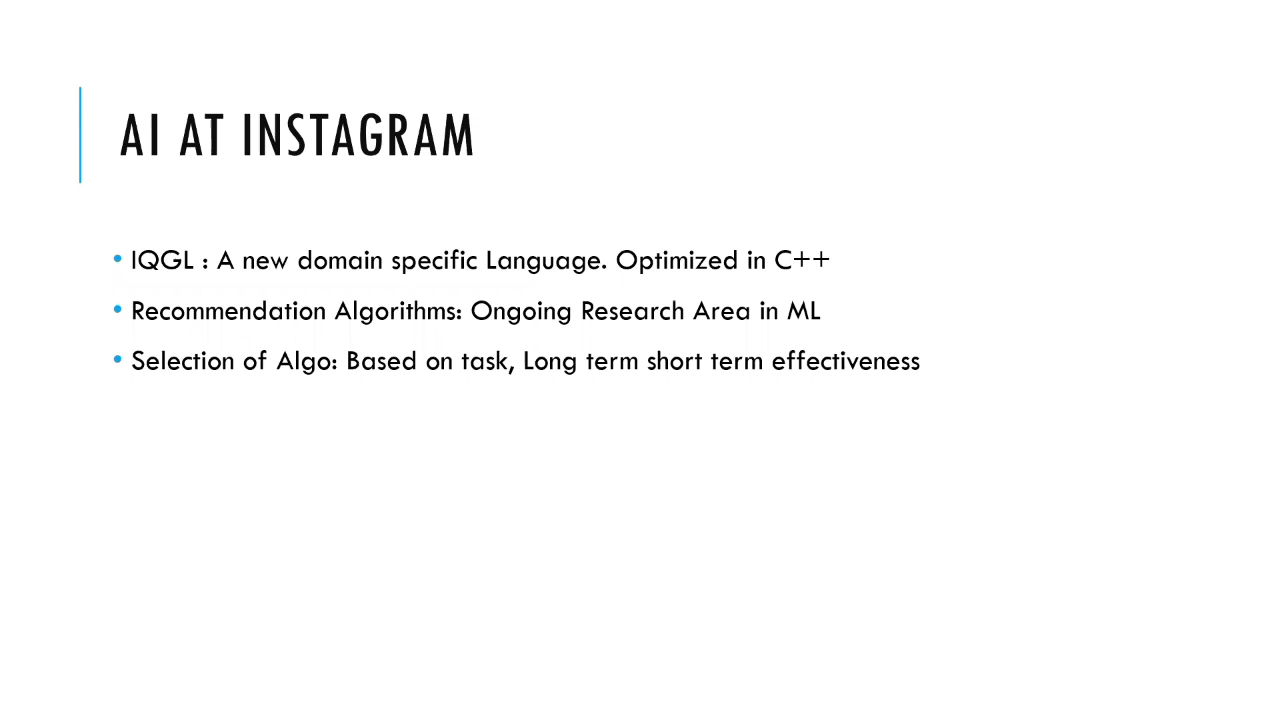 AI AT INSTAGRAM
• IQGL : A new domain specific Language. Optimized in C++
• Recommendation Algorithms: Ongoing Research Area in ML
• Selection of Algo: Based on task, Long term short term effectiveness